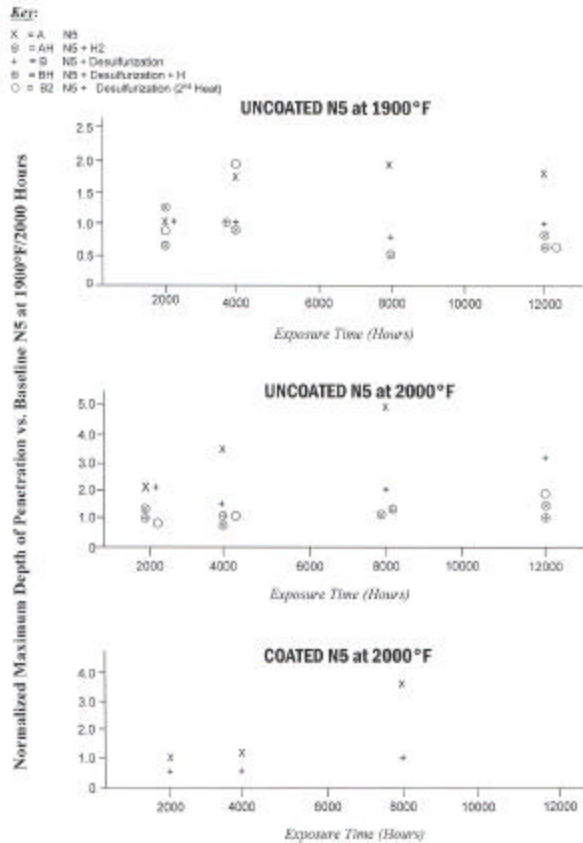 Key:
X = A N5
⊗ = AH N5 + H2
+ = B N5 + Desulfurization
⊕ = BH N5 + Desulfurization + H
○ = B2 N5 + Desulfurization (2nd Heat)
Normalized Maximum Depth of Penetration vs. Baseline N5 at 1900°F/2000 Hours
UNCOATED N5 at 1900°F
2.5
2.0
1.5
1.0
0.5
0
2000 4000 6000 8000 10000 12000
Exposure Time (Hours)
UNCOATED N5 at 2000°F
5.0
4.0
3.0
2.0
1.0
0
2000 4000 6000 8000 10000 12000
Exposure Time (Hours)
COATED N5 at 2000°F
4.0
3.0
2.0
1.0
0
2000 4000 6000 8000 10000 12000
Exposure Time (Hours)